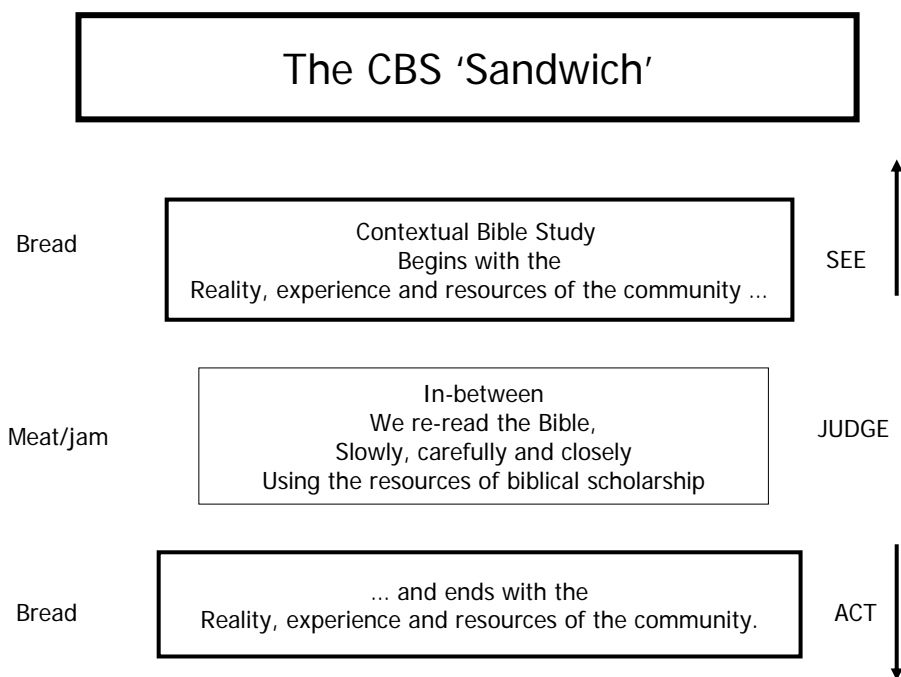 The CBS ‘Sandwich’
Bread
Contextual Bible Study
Begins with the
Reality, experience and resources of the community ...
SEE
Meat/jam
In-between
We re-read the Bible,
Slowly, carefully and closely
Using the resources of biblical scholarship
JUDGE
Bread
... and ends with the
Reality, experience and resources of the community.
ACT